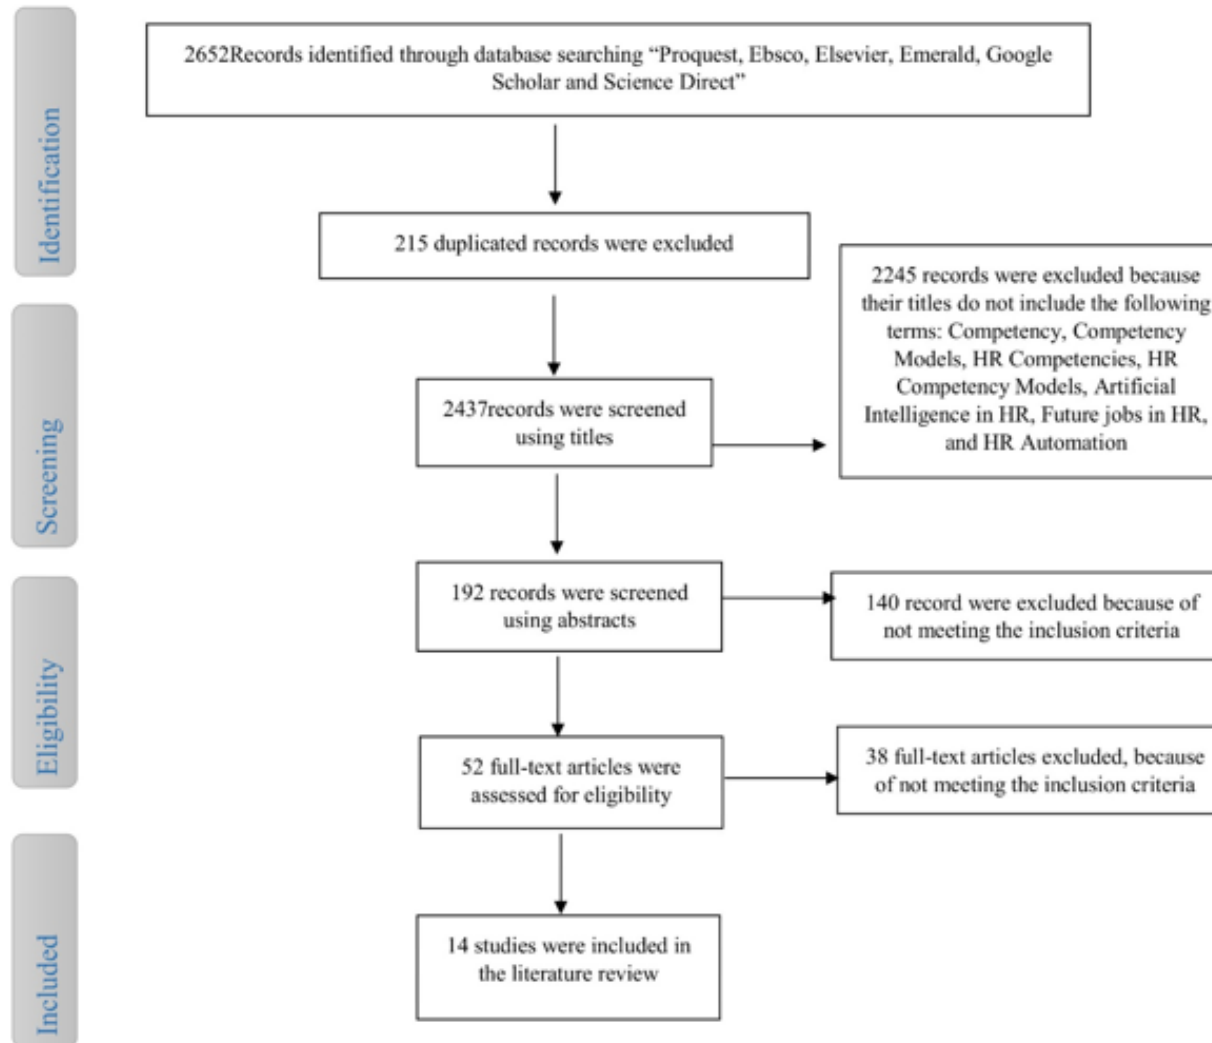 Identification
2652Records identified through database searching “Proquest, Ebsco, Elsevier, Emerald, Google
Scholar and Science Direct”
215 duplicated records were excluded
2245 records were excluded because
their titles do not include the following
terms: Competency, Competency
Models, HR Competencies, HR
Competency Models, Artificial
Intelligence in HR, Future jobs in HR,
and HR Automation
Screening
2437records were screened
using titles
192 records were screened
using abstracts
140 record were excluded because of
not meeting the inclusion criteria
Eligibility
52 full-text articles were
assessed for eligibility
38 full-text articles excluded, because
of not meeting the inclusion criteria
Included
14 studies were included in
the literature review